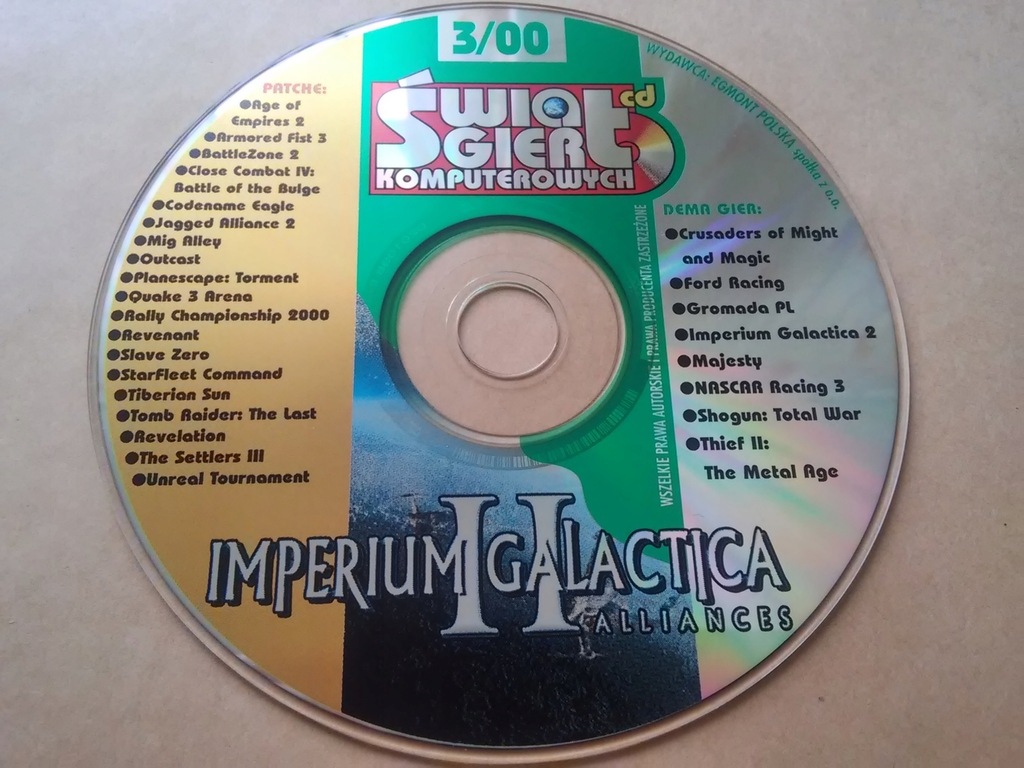 3/00
ŚWIAT cd
GIER
KOMPUTEROWYCH
WYDAWCA: EGMONT POLSKA spółka z o.o.
PATCHE:
●Age of
Empires 2
●Armored Fist 3
●BattleZone 2
●Close Combat IV:
Battle of the Bulge
●Codename Eagle
●Jagged Alliance 2
●Mig Alley
●Outcast
●Planescape: Torment
●Quake 3 Arena
●Rally Championship 2000
●Revenant
●Slave Zero
●StarFleet Command
●Tiberian Sun
●Tomb Raider: The Last
●Revelation
●The Settlers III
●Unreal Tournament
WSZELKIE PRAWA AUTORSKIE I PRAWA PRODUCENTA ZASTRZEŻONE
DEMA GIER:
●Crusaders of Might
and Magic
●Ford Racing
●Gromada PL
●Imperium Galactica 2
●Majesty
●NASCAR Racing 3
●Shogun: Total War
●Thief II:
The Metal Age
IMPERIUM II GALACTICA
ALLIANCES